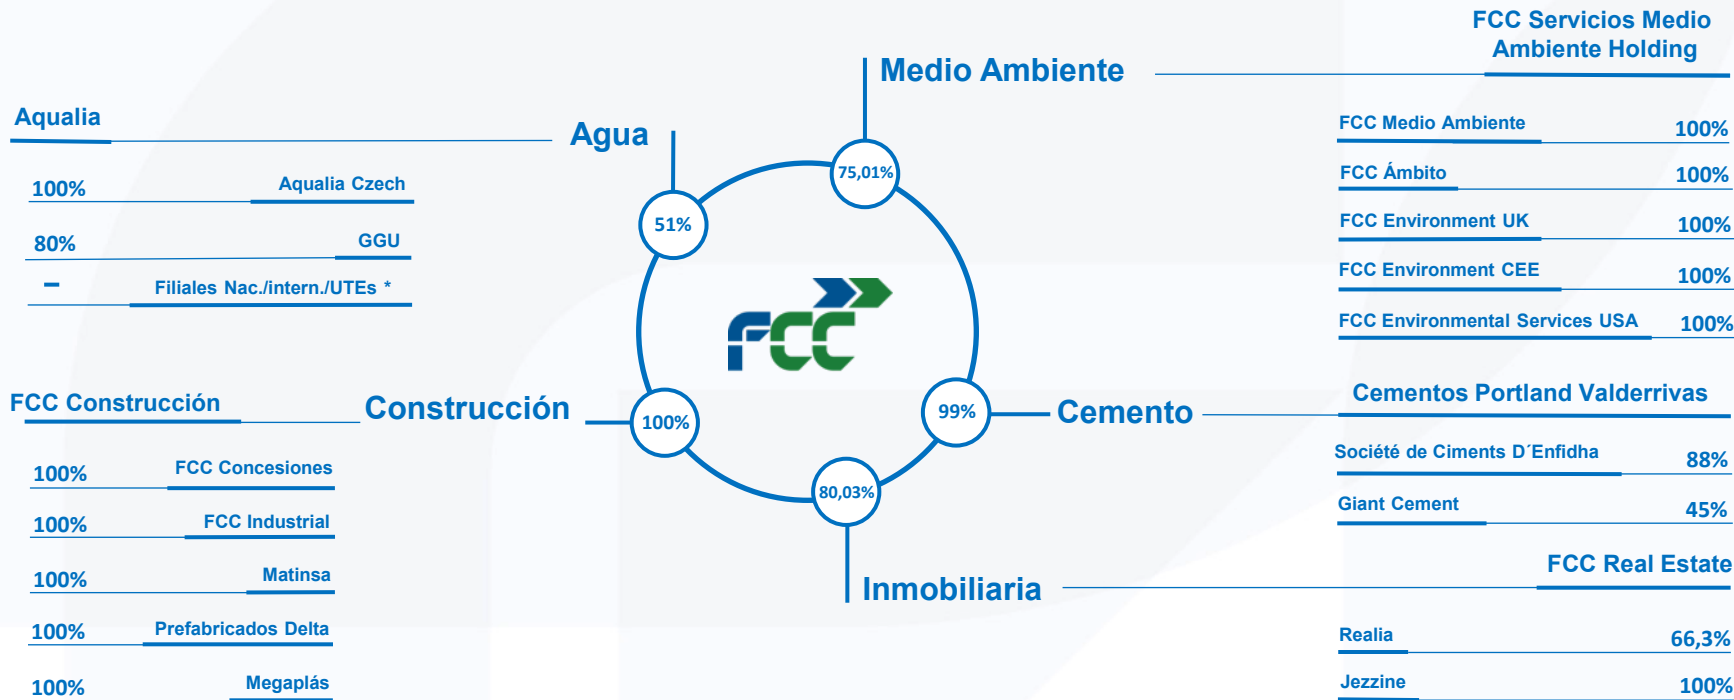 FCC Servicios Medio
Ambiente Holding
Medio Ambiente
FCC Medio Ambiente 100%
FCC Ámbito 100%
FCC Environment UK 100%
FCC Environment CEE 100%
FCC Environmental Services USA 100%
Aqualia
Agua
100% Aqualia Czech
80% GGU
– Filiales Nac./intern./UTEs *
75,01%
51%
FCC
100%
99%
80,03%
FCC Construcción
Construcción
100% FCC Concesiones
100% FCC Industrial
100% Matinsa
100% Prefabricados Delta
100% Megaplás
Cemento
Cementos Portland Valderrivas
Société de Ciments D´Enfidha 88%
Giant Cement 45%
Inmobiliaria
FCC Real Estate
Realia 66,3%
Jezzine 100%